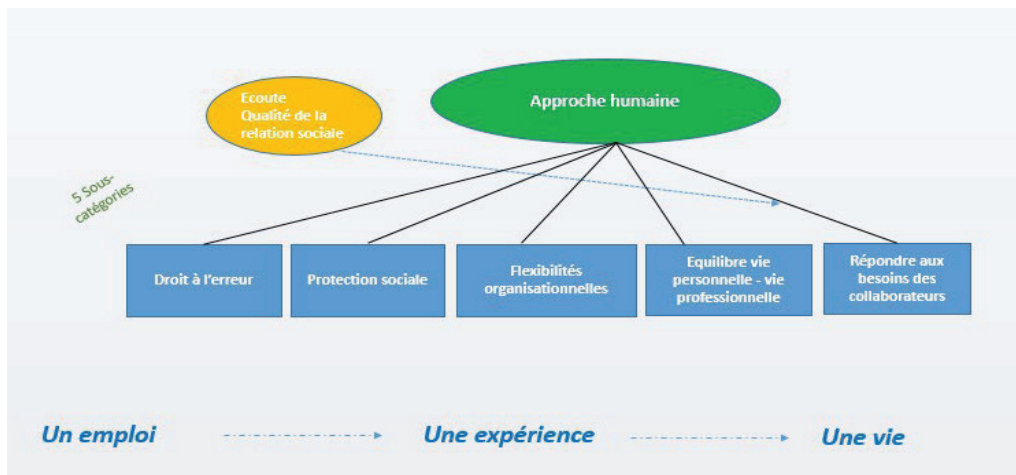 Ecoute
Qualité de la
relation sociale
Approche humaine
5 Sous-
catégories
Droit à l'erreur
Protection sociale
Flexibilités
organisationnelles
Equilibre vie
personnelle - vie
professionnelle
Répondre aux
besoins des
collaborateurs
Un emploi
Une expérience
Une vie